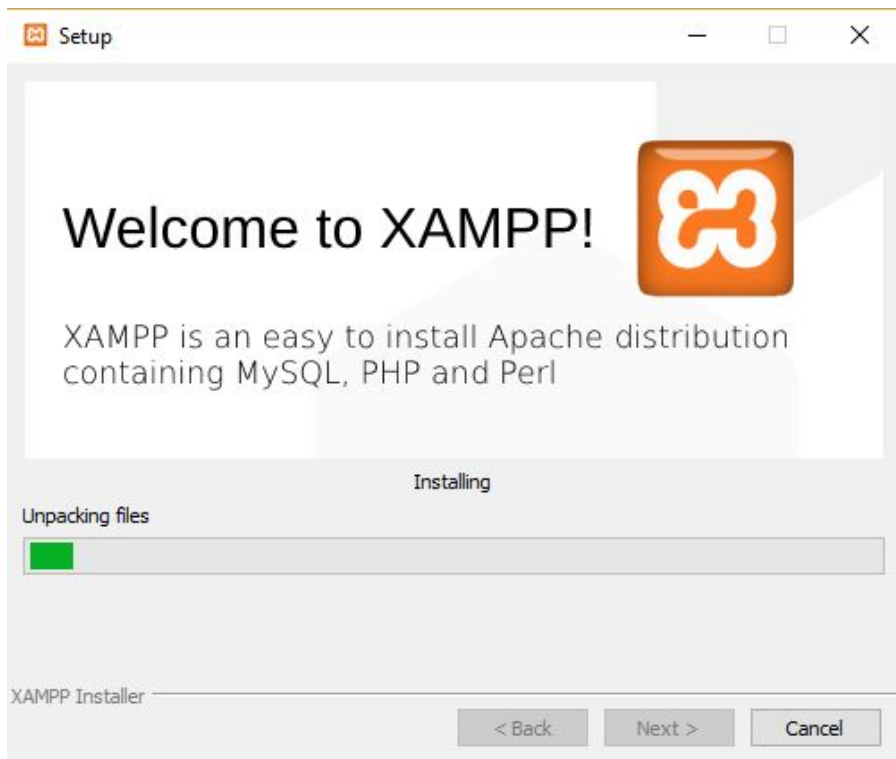 Setup
Welcome to XAMPP!
XAMPP is an easy to install Apache distribution
containing MySQL, PHP and Perl
Installing
Unpacking files
XAMPP Installer
< Back
Next >
Cancel